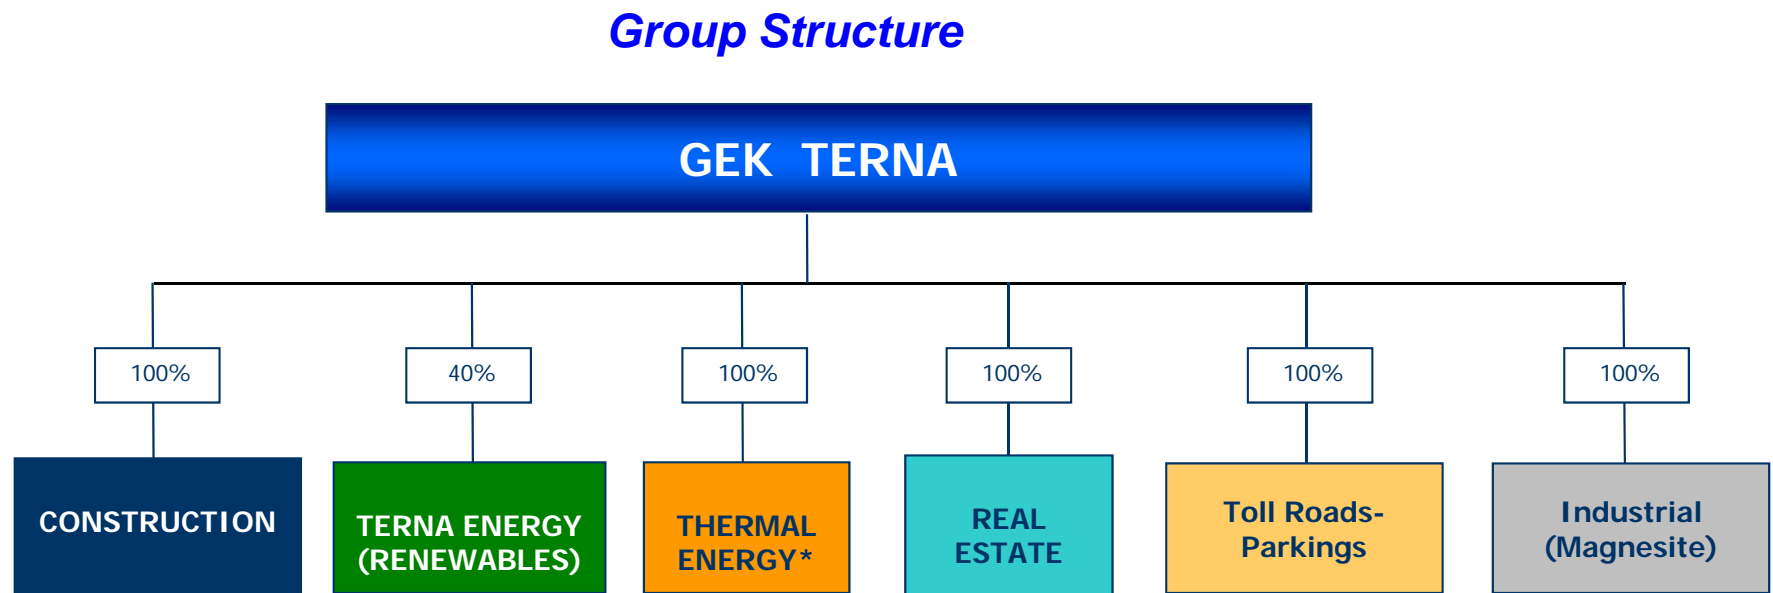 Group Structure
GEK TERNA
100%
40%
100%
100%
100%
100%
CONSTRUCTION
TERNA ENERGY
(RENEWABLES)
THERMAL
ENERGY*
REAL
ESTATE
Toll Roads-
Parkings
Industrial
(Magnesite)